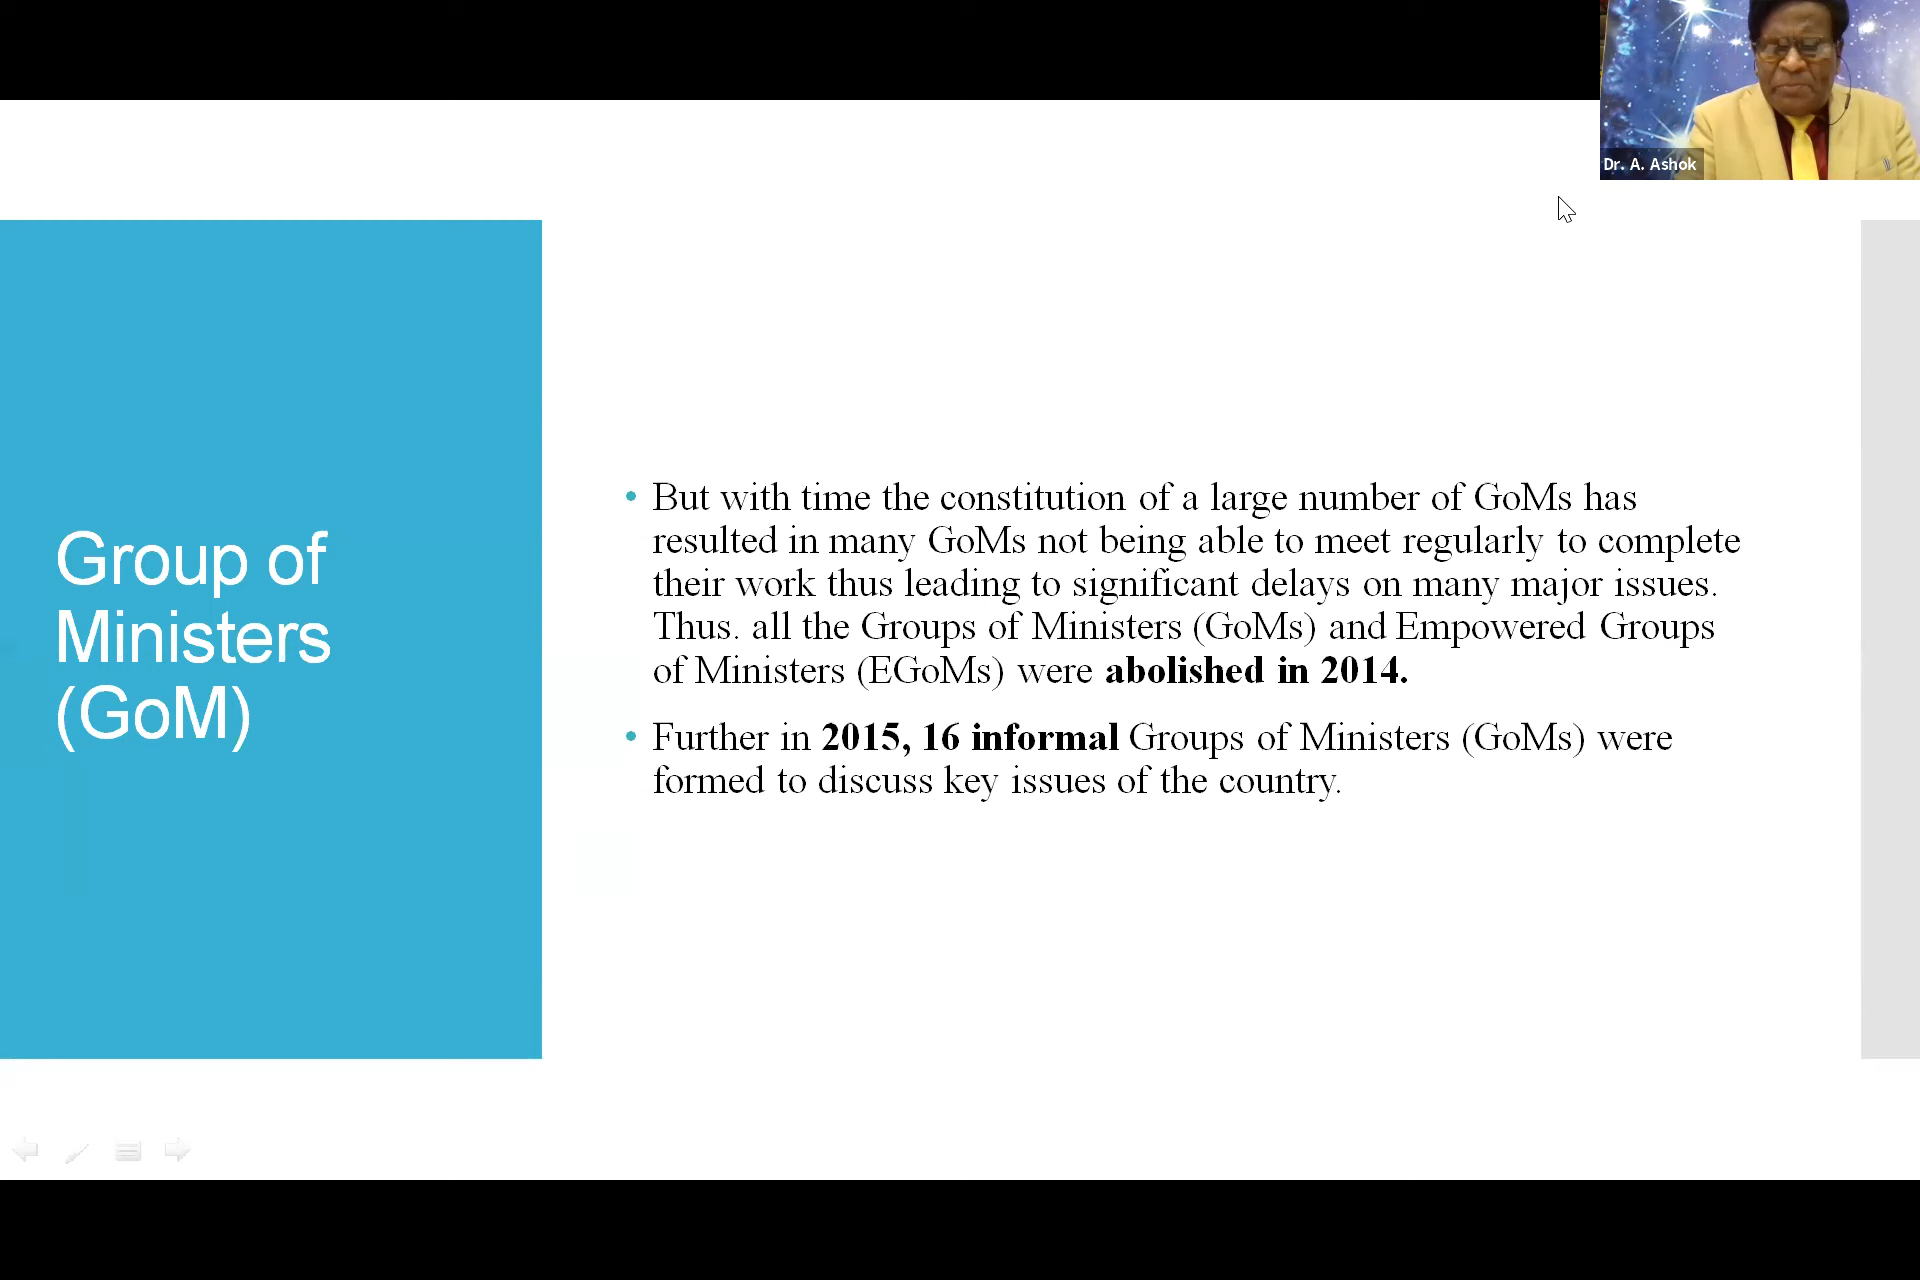 Dr. A. Ashok
Group of
Ministers
(GoM)
• But with time the constitution of a large number of GoMs has
resulted in many GoMs not being able to meet regularly to complete
their work thus leading to significant delays on many major issues.
Thus. all the Groups of Ministers (GoMs) and Empowered Groups
of Ministers (EGoMs) were abolished in 2014.
• Further in 2015, 16 informal Groups of Ministers (GoMs) were
formed to discuss key issues of the country.